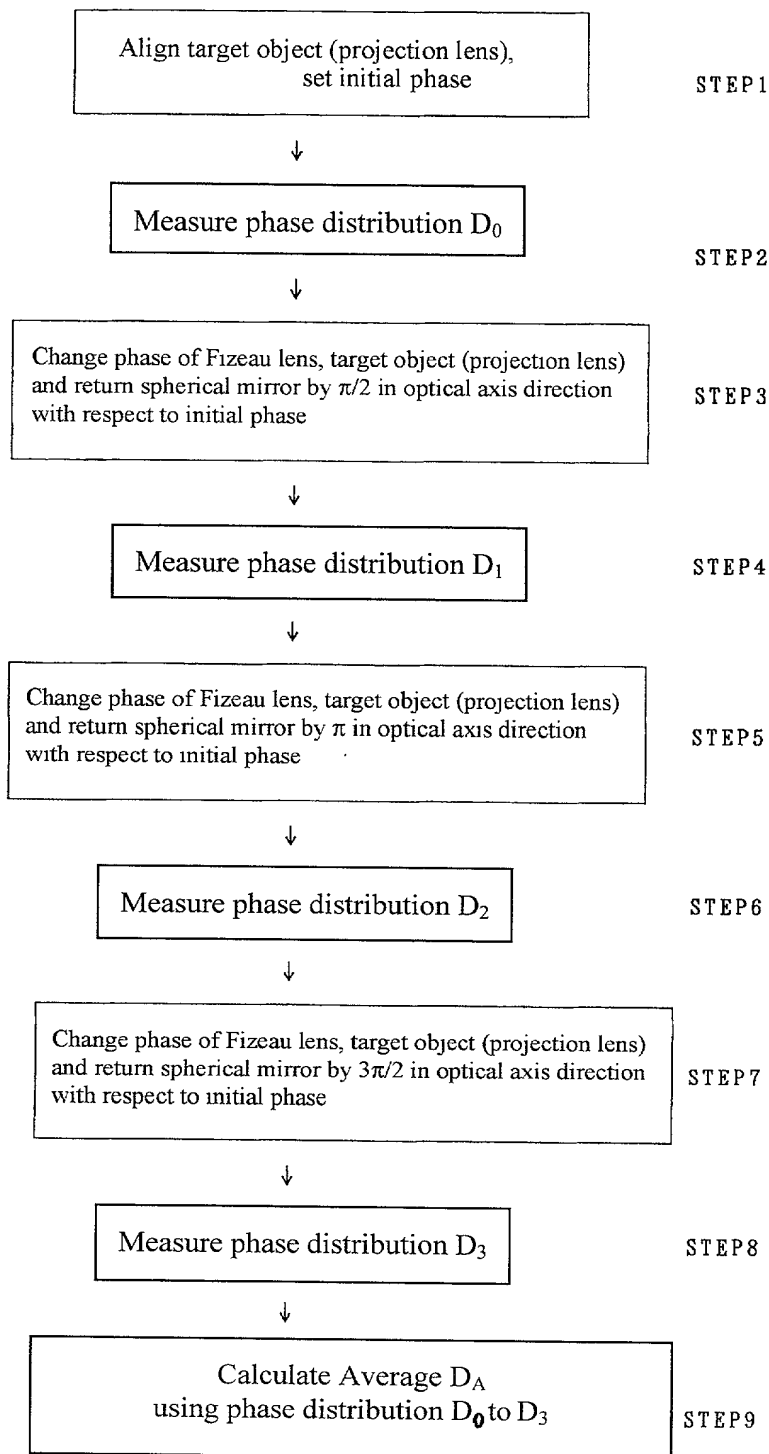 Align target object (projection lens),
set initial phase
STEP1
↓
Measure phase distribution D₀
STEP2
↓
Change phase of Fizeau lens, target object (projection lens)
and return spherical mirror by π/2 in optical axis direction
with respect to initial phase
STEP3
↓
Measure phase distribution D₁
STEP4
↓
Change phase of Fizeau lens, target object (projection lens)
and return spherical mirror by π in optical axis direction
with respect to initial phase
STEP5
↓
Measure phase distribution D₂
STEP6
↓
Change phase of Fizeau lens, target object (projection lens)
and return spherical mirror by 3π/2 in optical axis direction
with respect to initial phase
STEP7
↓
Measure phase distribution D₃
STEP8
↓
Calculate Average D_A
using phase distribution D₀ to D₃
STEP9